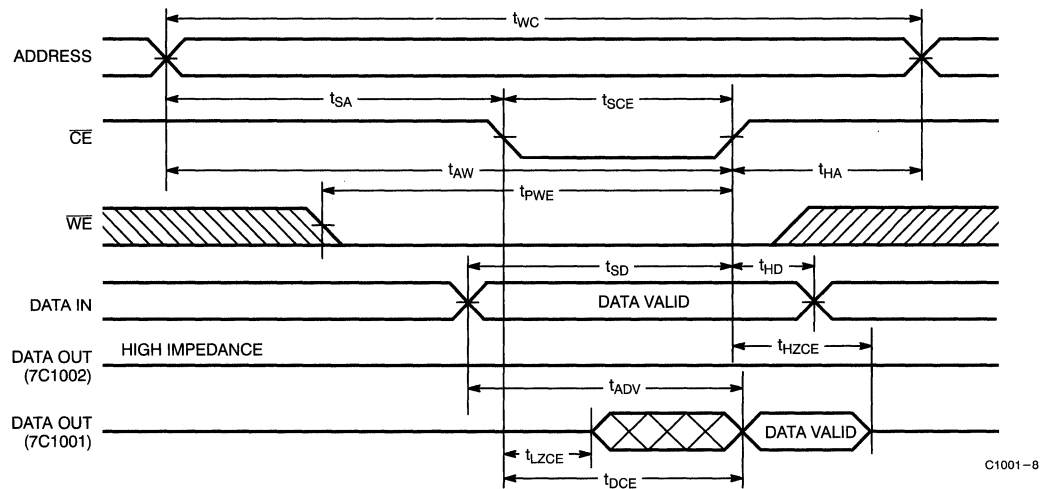 tWC
ADDRESS
tSA
tSCE
CE
tAW
tHA
tPWE
WE
tSD
tHD
DATA IN
DATA VALID
HIGH IMPEDANCE
tHZCE
DATA OUT
(7C1002)
tADV
DATA OUT
(7C1001)
DATA VALID
tLZCE
tDCE
C1001-8